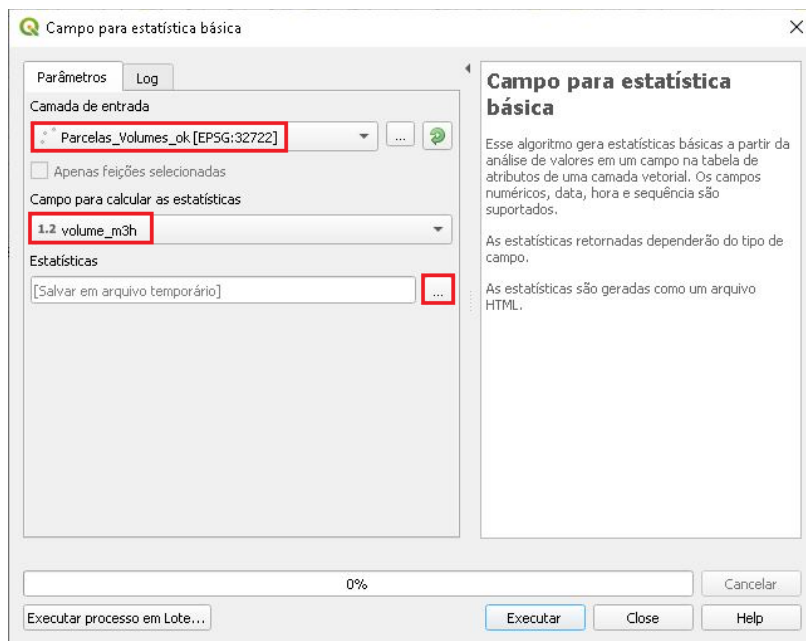 Campo para estatística básica
Parâmetros
Log
Camada de entrada
Parcelas_Volumes_ok [EPSG:32722]
...
Apenas feições selecionadas
Campo para calcular as estatísticas
1.2 volume_m3h
Estatísticas
[Salvar em arquivo temporário]
...
Campo para estatística
básica
Esse algoritmo gera estatísticas básicas a partir da
análise de valores em um campo na tabela de
atributos de uma camada vetorial. Os campos
numéricos, data, hora e sequência são
suportados.
As estatísticas retornadas dependerão do tipo de
campo.
As estatísticas são geradas como um arquivo
HTML.
0%
Cancelar
Executar processo em Lote...
Executar
Close
Help